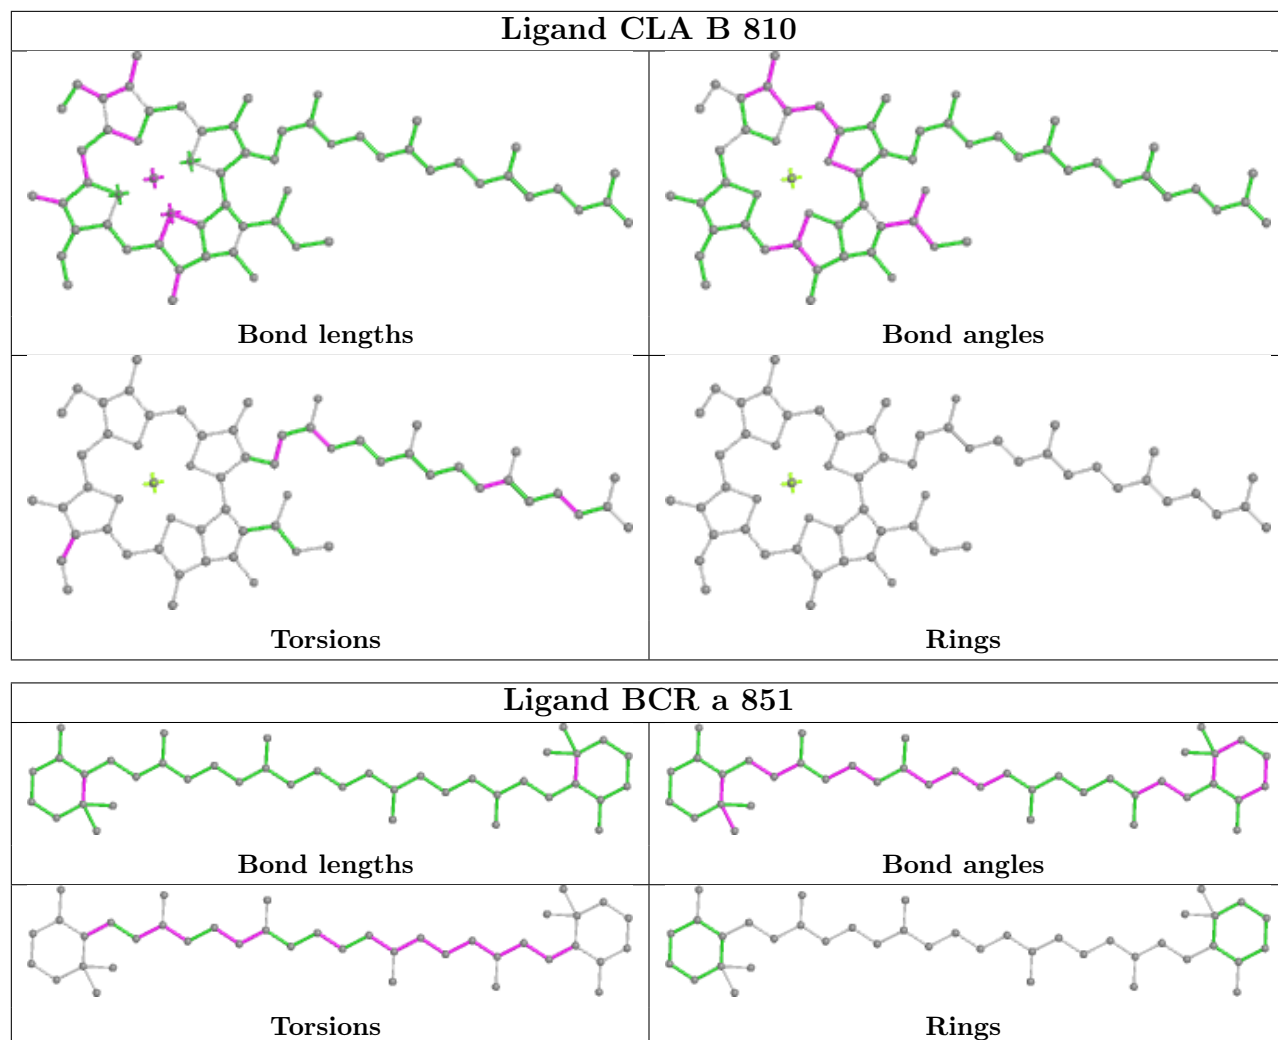 Ligand CLA B 810
Bond lengths
Bond angles
Torsions
Rings
Ligand BCR a 851
Bond lengths
Bond angles
Torsions
Rings